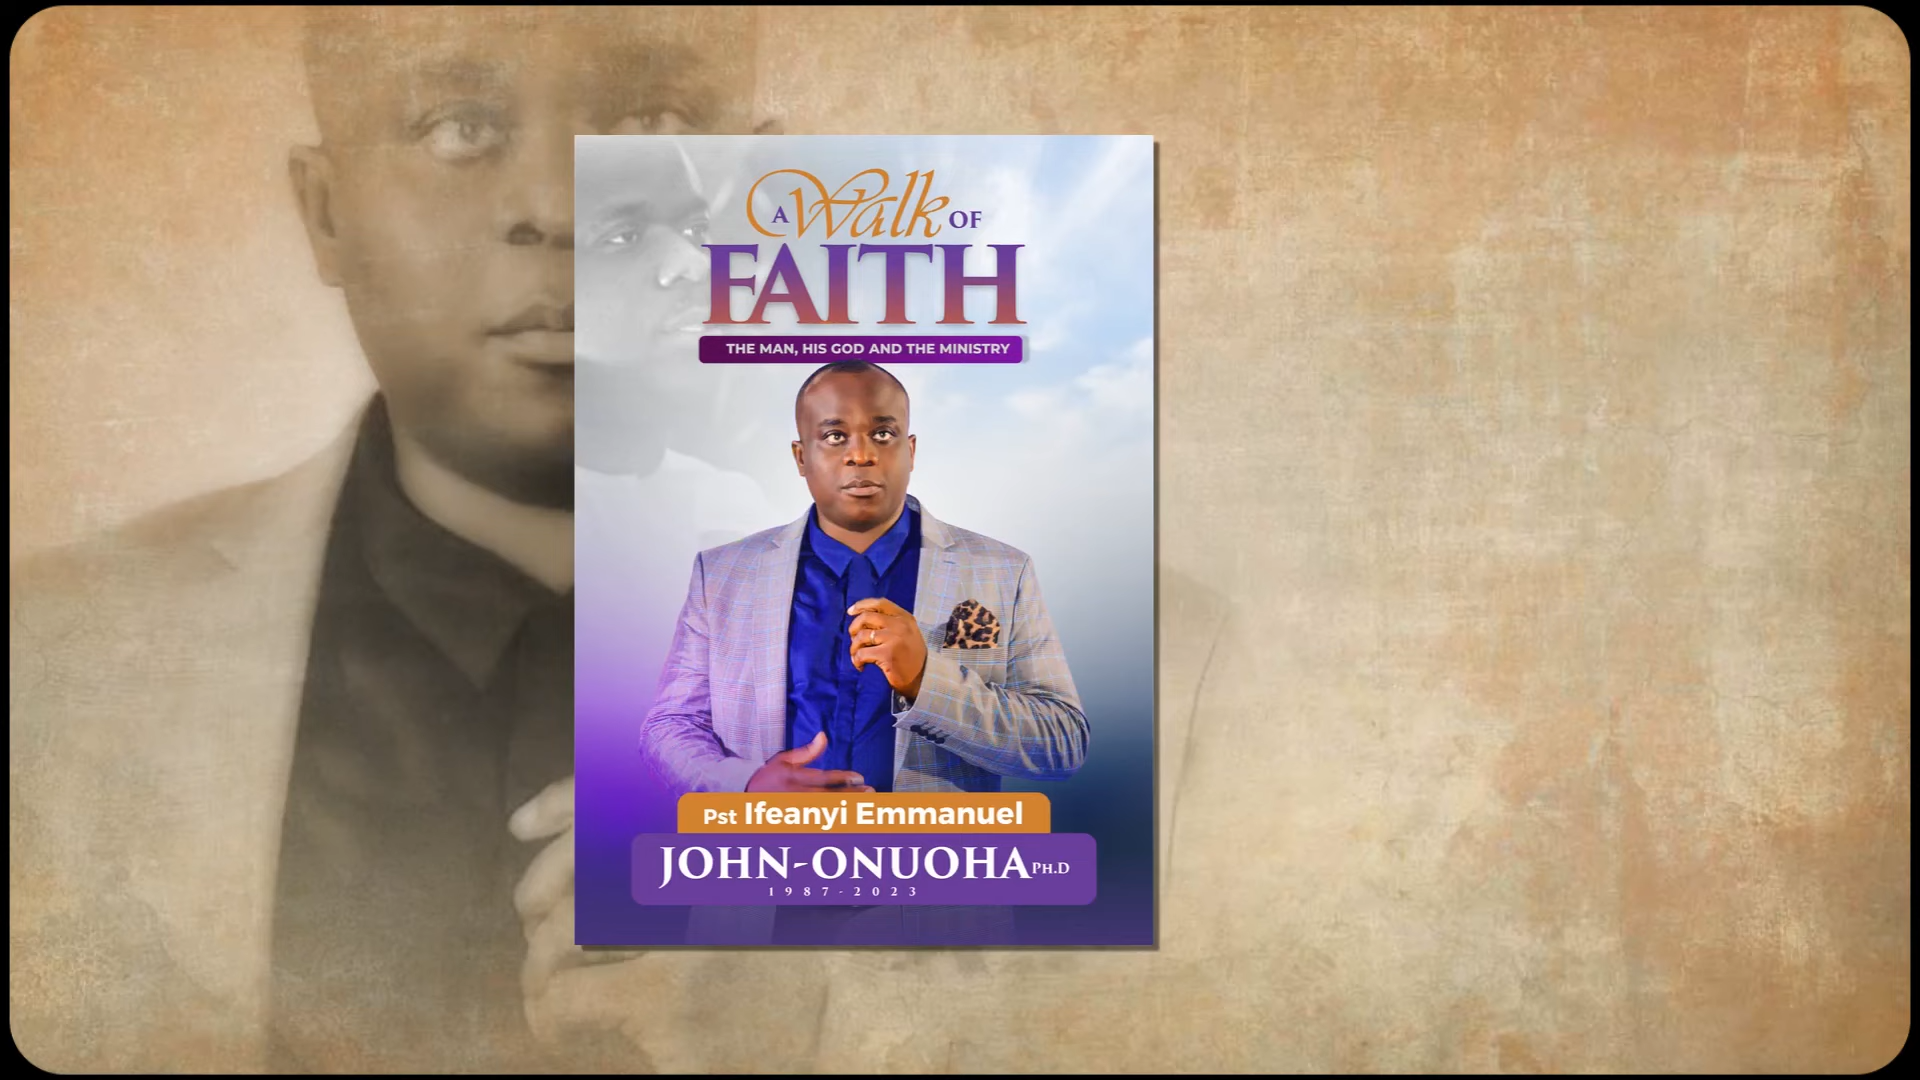 A Walk OF
FAITH
THE MAN, HIS GOD AND THE MINISTRY
Pst Ifeanyi Emmanuel
JOHN-ONUOHA PH.D
1987-2023